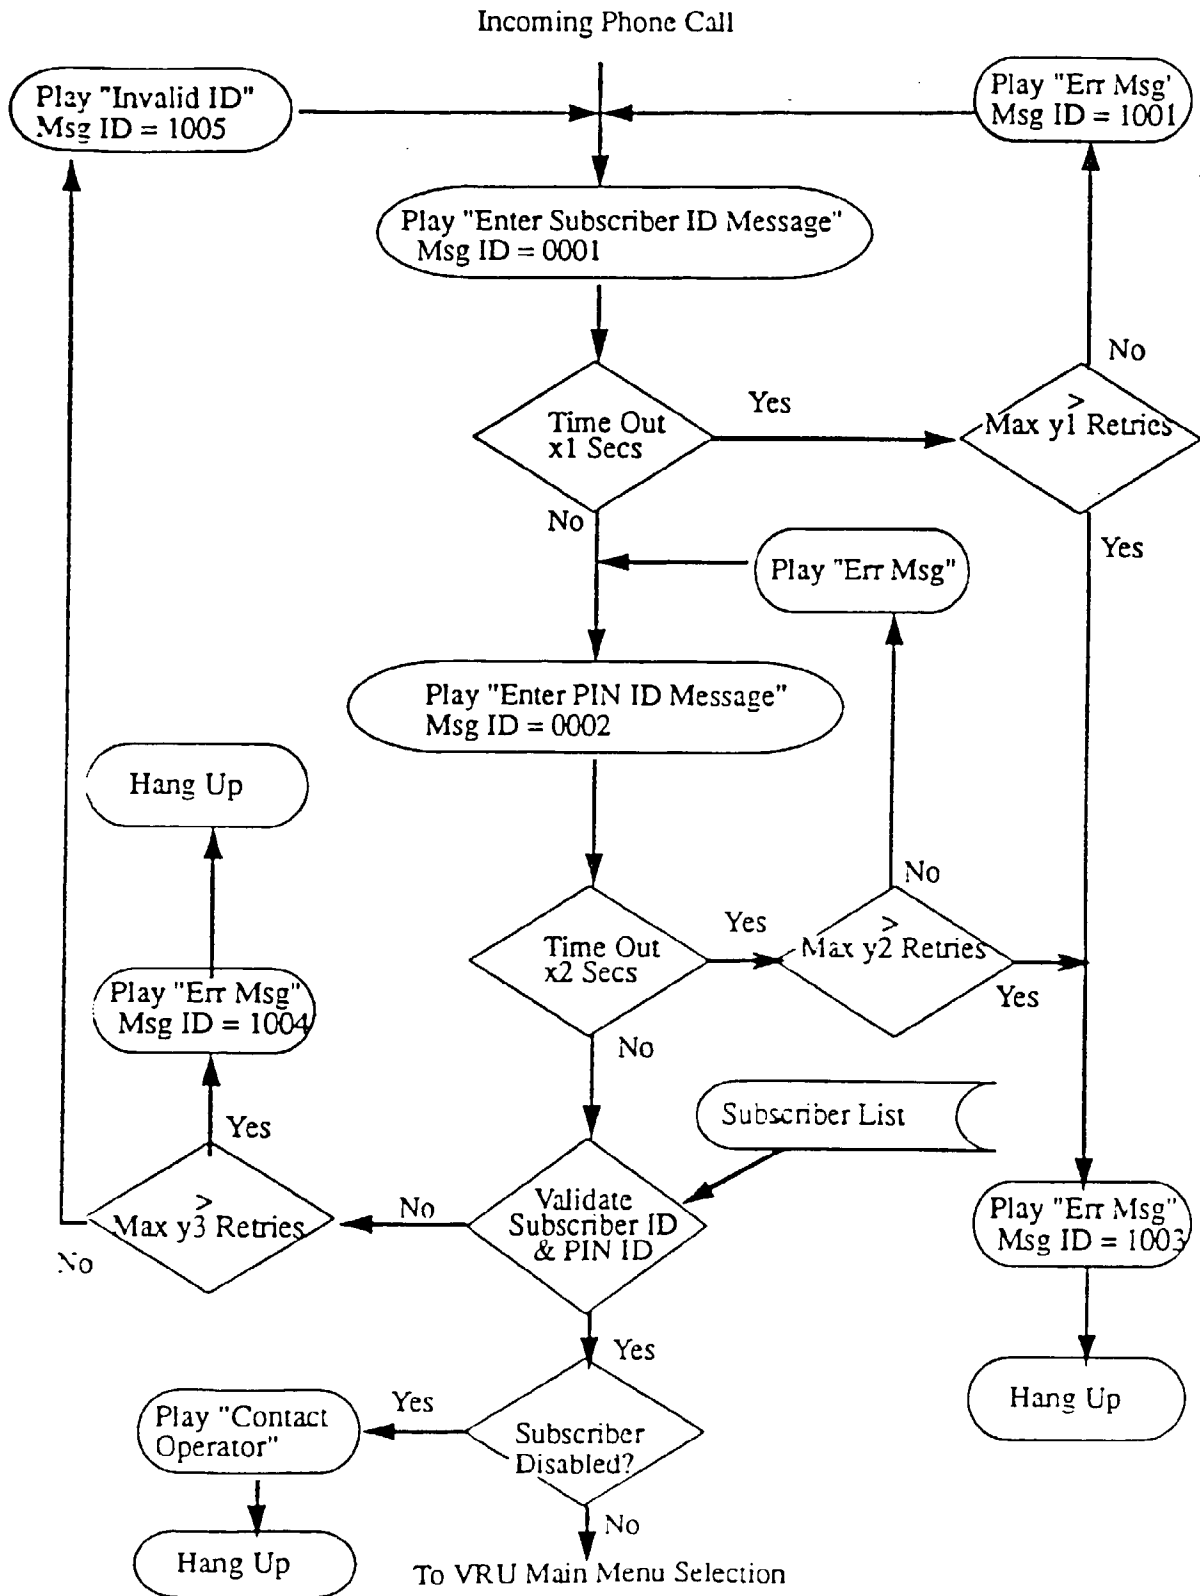 Incoming Phone Call
Play "Invalid ID"
Msg ID = 1005
Play "Err Msg'
Msg ID = 1001
Play "Enter Subscriber ID Message"
Msg ID = 0001
No
Time Out
x1 Secs
Yes
>
Max y1 Retries
No
Yes
Play "Err Msg"
Play "Enter PIN ID Message"
Msg ID = 0002
Hang Up
No
Time Out
x2 Secs
Yes
>
Max y2 Retries
Yes
Play "Err Msg"
Msg ID = 1004
No
Subscriber List
Yes
>
Max y3 Retries
No
No
Validate
Subscriber ID
& PIN ID
Play "Err Msg"
Msg ID = 1003
Yes
Hang Up
Play "Contact
Operator"
Yes
Subscriber
Disabled?
No
Hang Up
To VRU Main Menu Selection